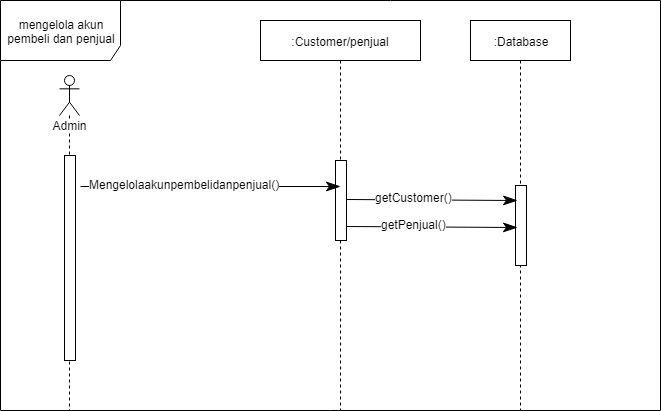 mengelola akun
pembeli dan penjual
:Customer/penjual
:Database
Admin
Mengelolaakunpembelidanpenjual()
getCustomer()
getPenjual()